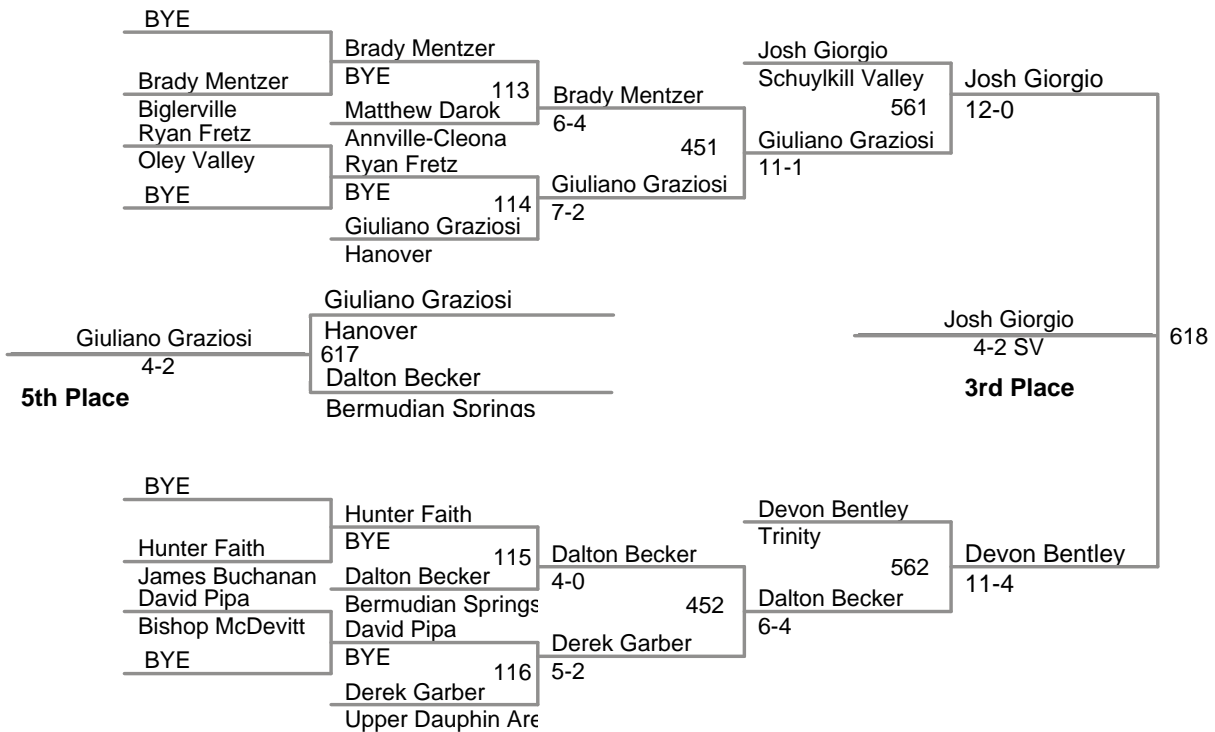 BYE
Brady Mentzer
Biglerville
Ryan Fretz
Oley Valley
BYE
Brady Mentzer
BYE
113
Matthew Darok
Annville-Cleona
Ryan Fretz
BYE
114
Giuliano Graziosi
Hanover
Brady Mentzer
6-4
451
Giuliano Graziosi
7-2
Josh Giorgio
Schuylkill Valley
561
Giuliano Graziosi
11-1
Josh Giorgio
12-0
Giuliano Graziosi
4-2
5th Place
Giuliano Graziosi
Hanover
617
Dalton Becker
Bermudian Springs
Josh Giorgio
4-2 SV
3rd Place
618
BYE
Hunter Faith
James Buchanan
David Pipa
Bishop McDevitt
BYE
Hunter Faith
BYE
115
Dalton Becker
Bermudian Springs
David Pipa
BYE
116
Derek Garber
Upper Dauphin Are
Dalton Becker
4-0
452
Derek Garber
5-2
Devon Bentley
Trinity
562
Dalton Becker
6-4
Devon Bentley
11-4